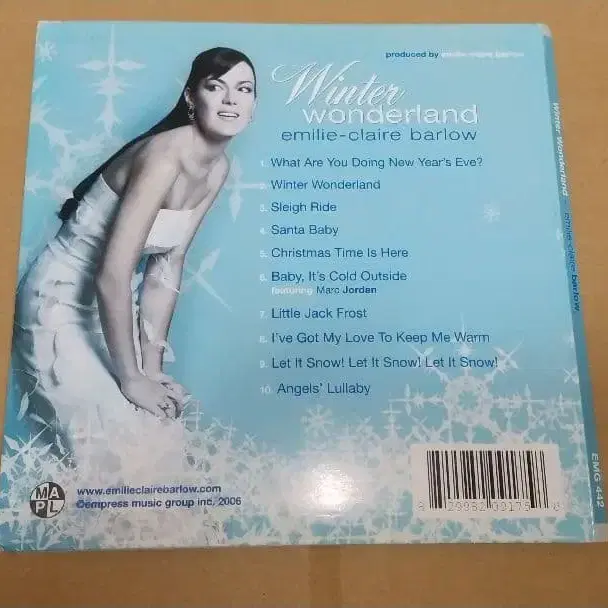 produced by emilie-claire barlow
Winter
wonderland
emilie-claire barlow
1. What Are You Doing New Year's Eve?
2. Winter Wonderland
3. Sleigh Ride
4. Santa Baby
5. Christmas Time Is Here
6. Baby, It's Cold Outside
featuring Marc Jordan
7. Little Jack Frost
8. I've Got My Love To Keep Me Warm
9. Let It Snow! Let It Snow! Let It Snow!
10. Angels' Lullaby
Winter Wonderland - emilie-claire barlow
EMG 442
MA
PL
www.emilieclairebarlow.com
©empress music group inc. 2006